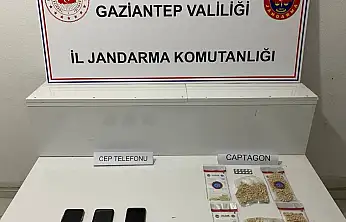 GAZİANTEP VALİLİĞİ
İL JANDARMA KOMUTANLIĞI
CEP TELEFONU
CAPTAGON